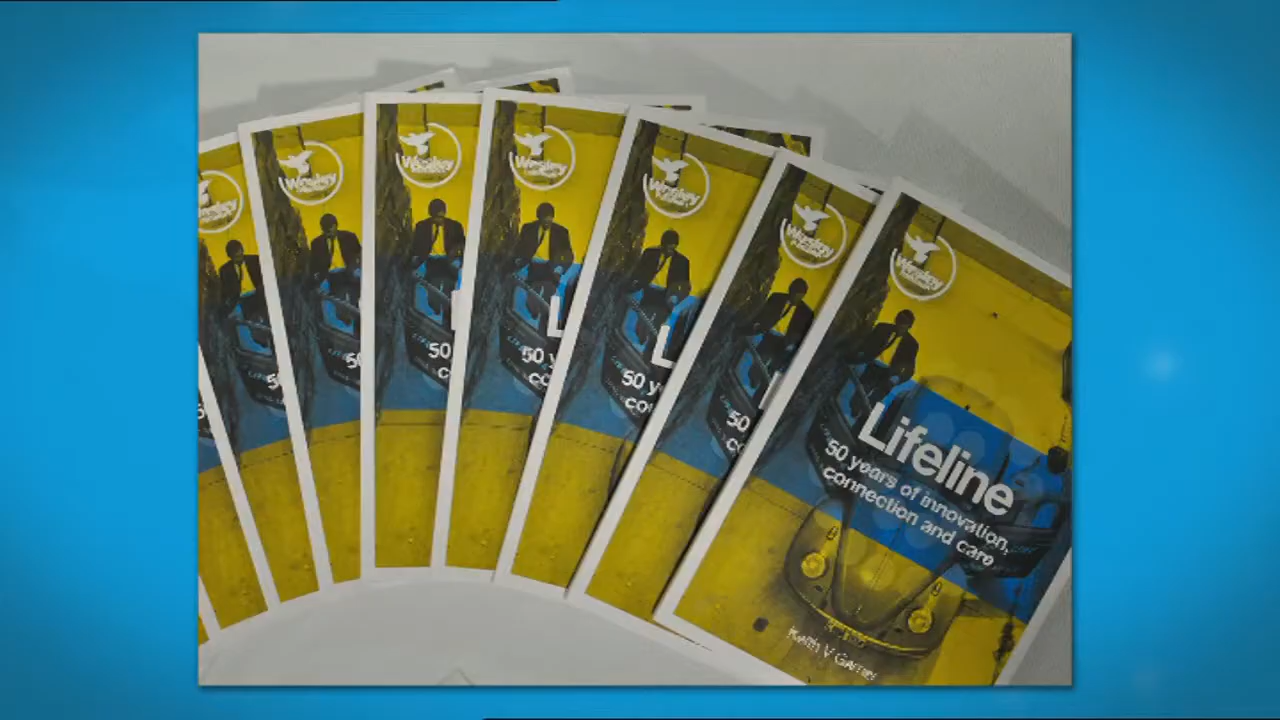 Wesley
Lifeline
50 years of innovation,
connection and care
Keith V Garner